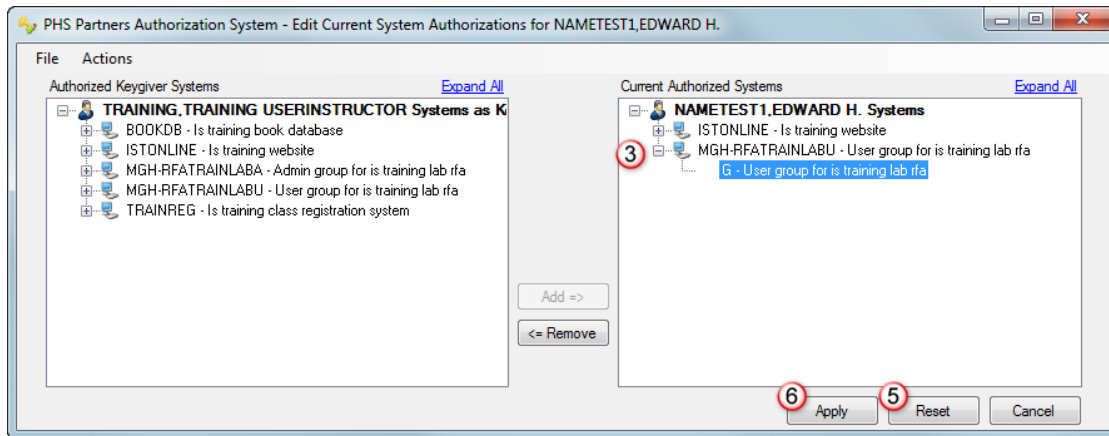 PHS Partners Authorization System - Edit Current System Authorizations for NAMETEST1,EDWARD H.
File Actions
Authorized Keygiver Systems Expand All
TRAINING,TRAINING USERINSTRUCTOR Systems as K
BOOKDB - Is training book database
ISTONLINE - Is training website
MGH-RFATRAINLABA - Admin group for is training lab rfa
MGH-RFATRAINLABU - User group for is training lab rfa
TRAINREG - Is training class registration system
Add =>
<= Remove
Current Authorized Systems Expand All
NAMETEST1,EDWARD H. Systems
ISTONLINE - Is training website
3 MGH-RFATRAINLABU - User group for is training lab rfa
G - User group for is training lab rfa
6 Apply 5 Reset Cancel